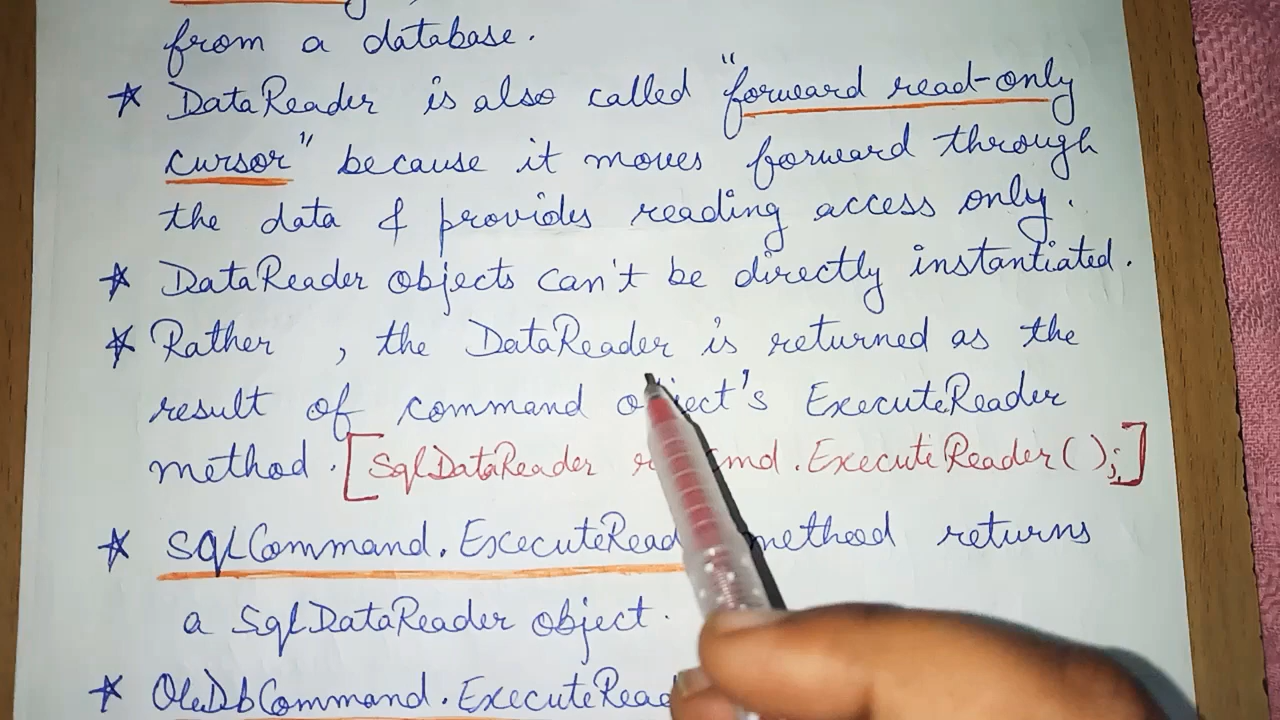 from a database.
* DataReader is also called "forward read-only
cursor" because it moves forward through
the data & provides reading access only.
* DataReader objects can't be directly instantiated.
* Rather, the DataReader is returned as the
result of command object's ExecuteReader
method. [SqlDataReader cmd.ExecuteReader();]
* SqlCommand.ExecuteRead method returns
a SqlDataReader object.
* OleDbCommand.ExecuteRead